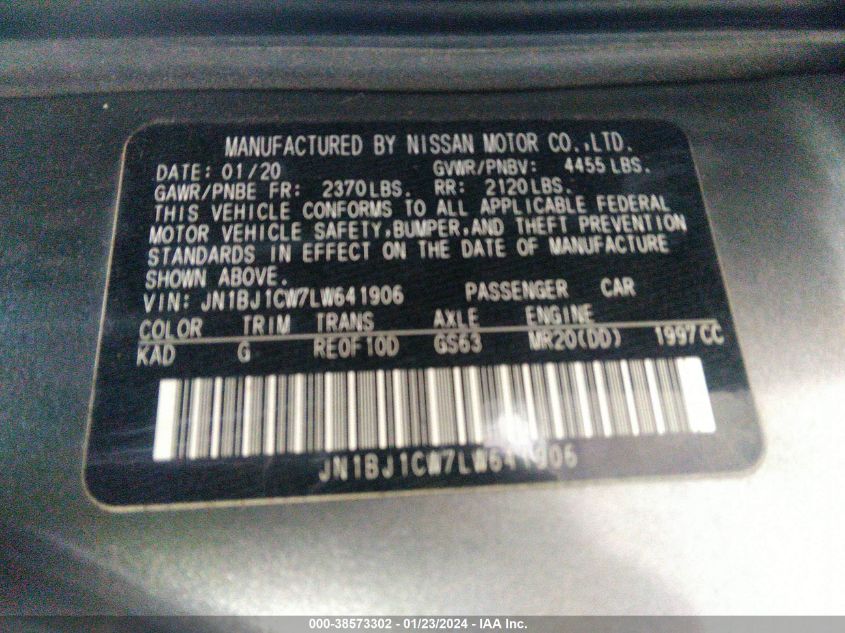 MANUFACTURED BY NISSAN MOTOR CO.,LTD.
DATE: 01/20 GVWR/PNBV: 4455 LBS.
GAWR/PNBE FR: 2370LBS. RR: 2120LBS.
THIS VEHICLE CONFORMS TO ALL APPLICABLE FEDERAL
MOTOR VEHICLE SAFETY,BUMPER,AND THEFT PREVENTION
STANDARDS IN EFFECT ON THE DATE OF MANUFACTURE
SHOWN ABOVE.
VIN: JN1BJ1CW7LW641906 PASSENGER CAR
COLOR TRIM TRANS AXLE ENGINE
KAD G RE0F10D GS63 MR20(DD) 1997CC
JN1BJ1CW7LW641906
000-38573302 - 01/23/2024 - IAA Inc.